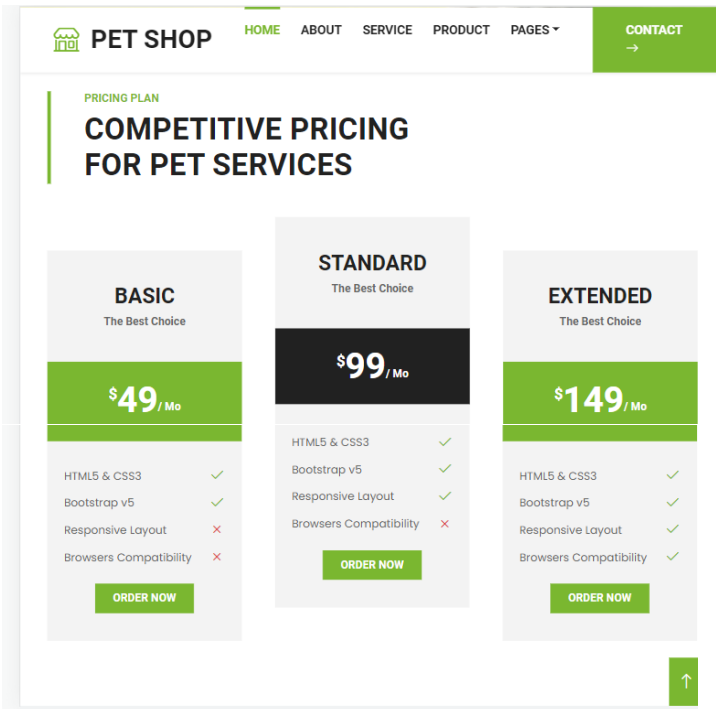 PET SHOP
HOME ABOUT SERVICE PRODUCT PAGES
CONTACT
PRICING PLAN
COMPETITIVE PRICING
FOR PET SERVICES
BASIC
The Best Choice
$49/ Mo
HTML5 & CSS3
Bootstrap v5
Responsive Layout
Browsers Compatibility
ORDER NOW
STANDARD
The Best Choice
$99/ Mo
HTML5 & CSS3
Bootstrap v5
Responsive Layout
Browsers Compatibility
ORDER NOW
EXTENDED
The Best Choice
$149/ Mo
HTML5 & CSS3
Bootstrap v5
Responsive Layout
Browsers Compatibility
ORDER NOW